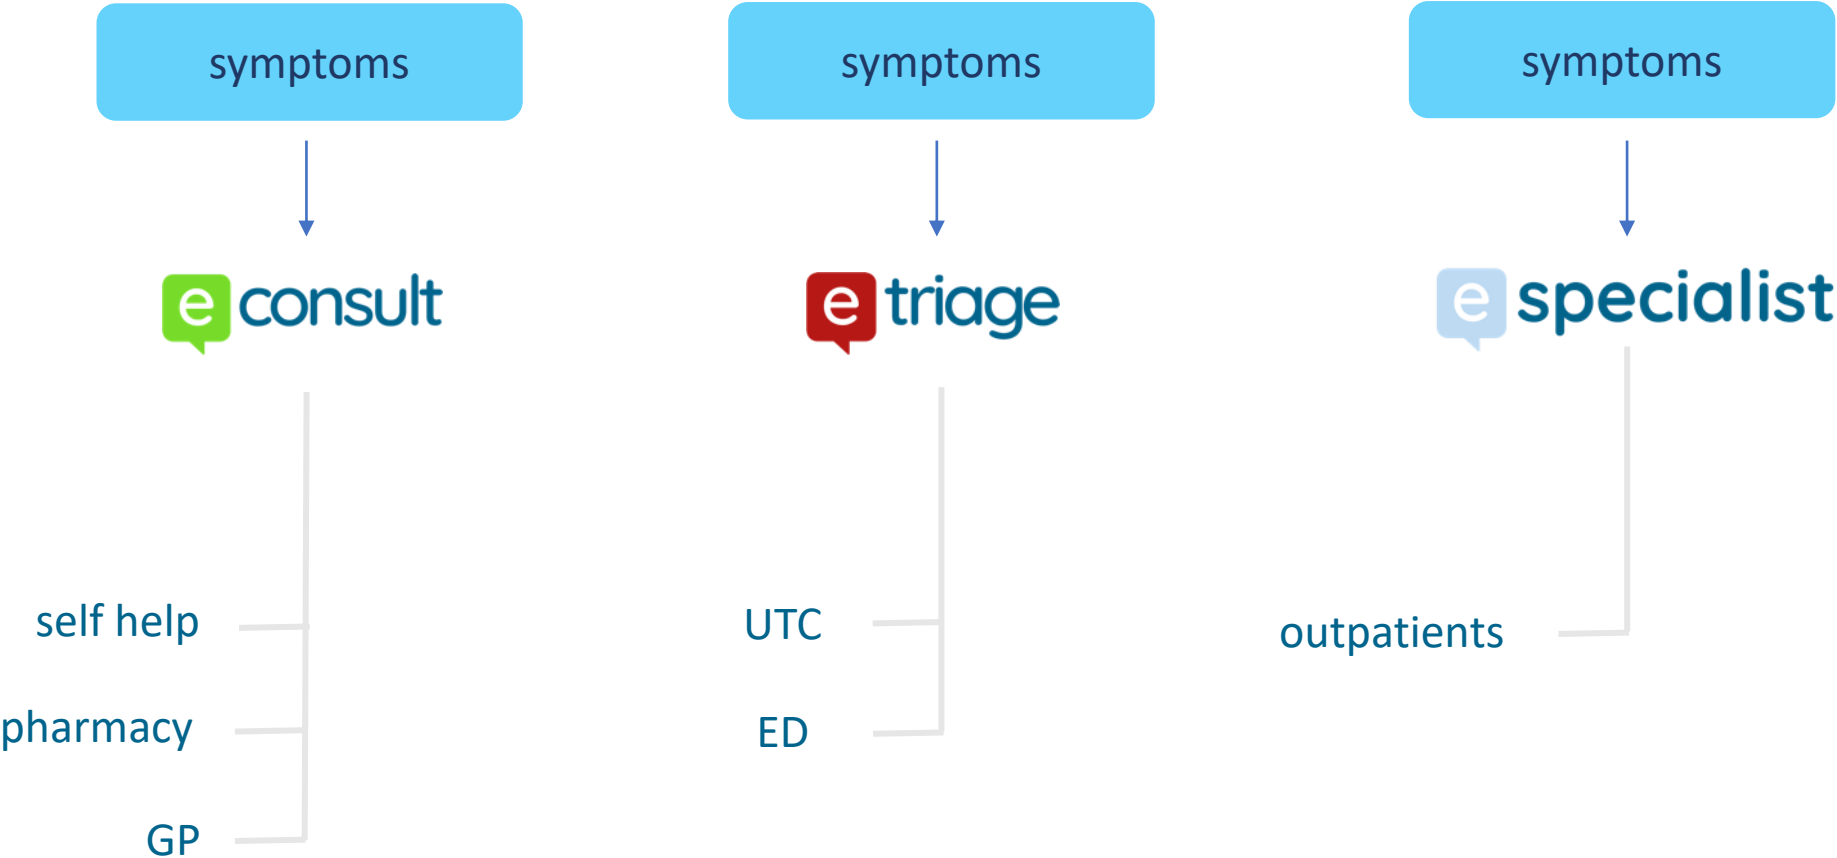 symptoms
symptoms
symptoms
e consult
e triage
e specialist
self help
UTC
outpatients
pharmacy
ED
GP